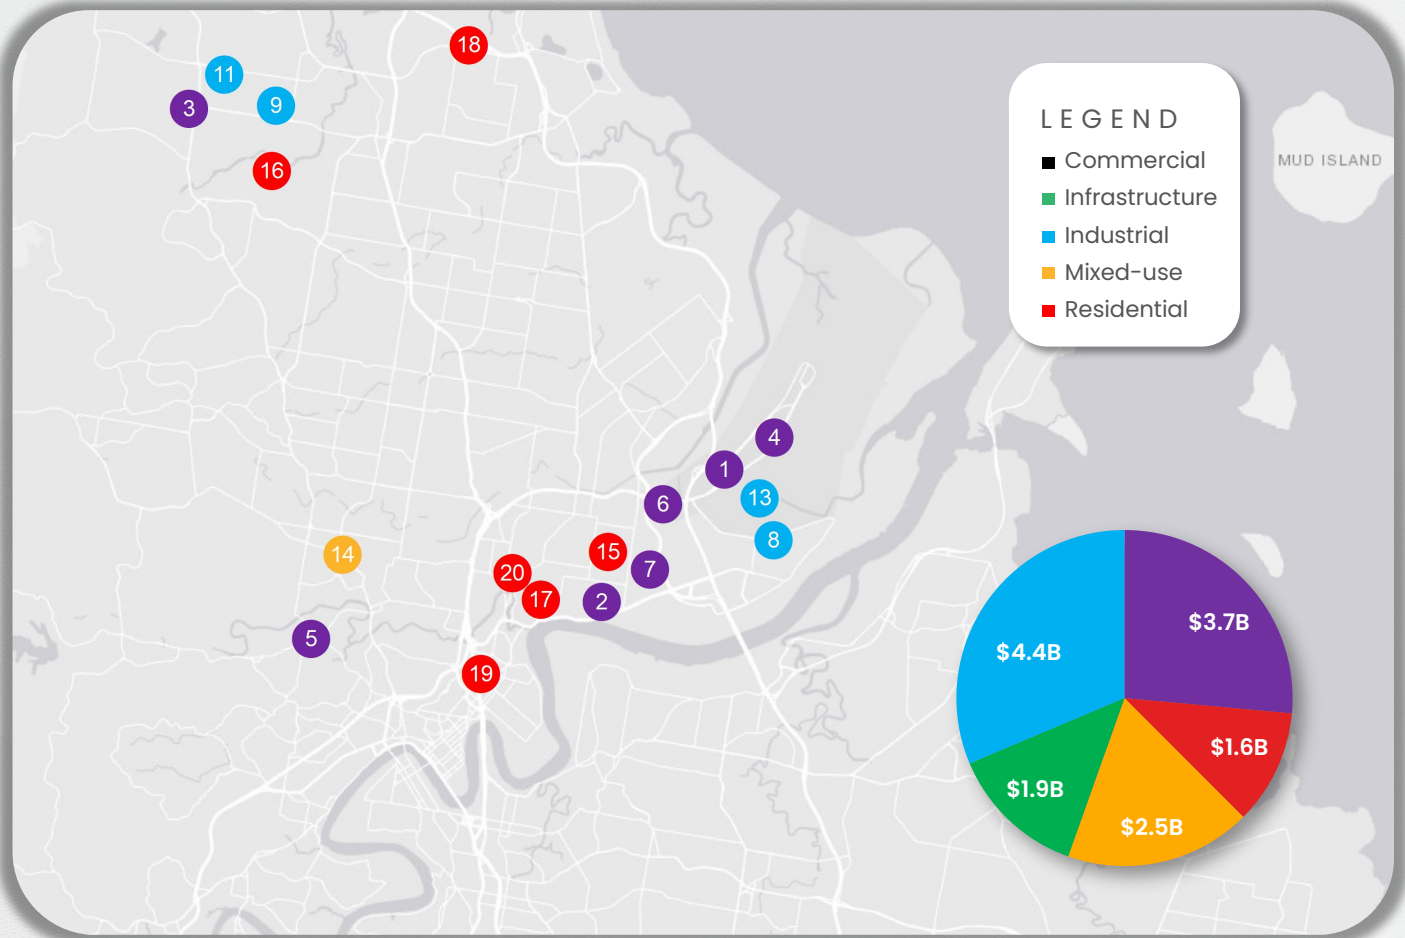 18
11
3
9
16
LEGEND
Commercial
Infrastructure
Industrial
Mixed-use
Residential
MUD ISLAND
4
1
13
6
8
14
15
7
20
17
2
5
19
$3.7B
$4.4B
$1.6B
$1.9B
$2.5B